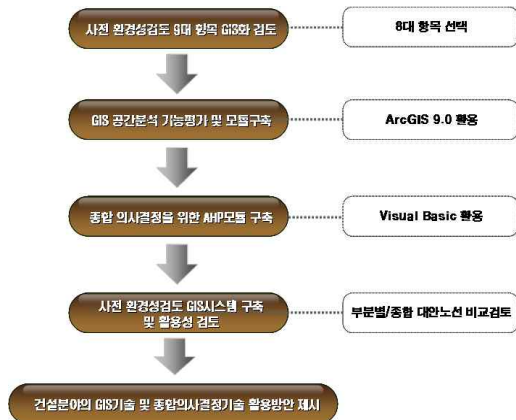 사전 환경성검토 9대 항목 GIS화 검토
8대 항목 선택
GIS 공간분석 기능평가 및 모듈구축
ArcGIS 9.0 활용
종합 의사결정을 위한 AHP모듈 구축
Visual Basic 활용
사전 환경성검토 GIS시스템 구축
및 활용성 검토
부분별/종합 대안노선 비교검토
건설분야의 GIS기술 및 종합의사결정기술 활용방안 제시